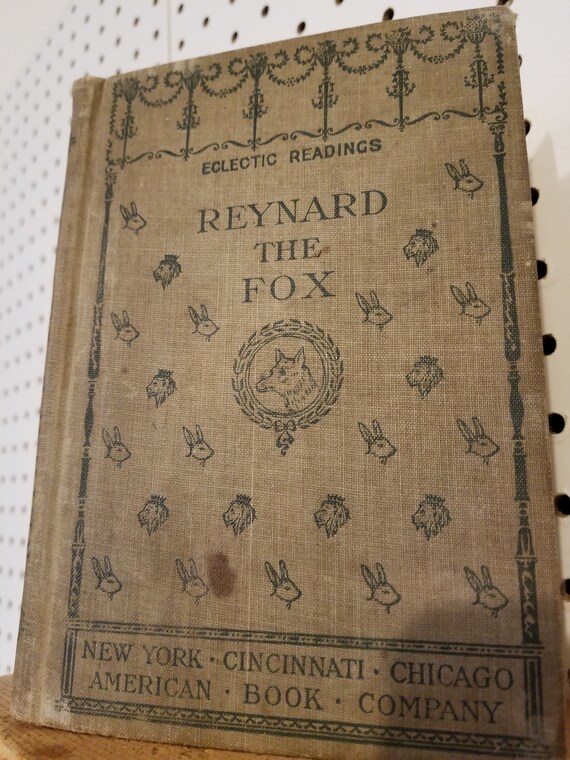 ECLECTIC READINGS
REYNARD
THE
FOX
NEW YORK · CINCINNATI · CHICAGO
AMERICAN · BOOK · COMPANY